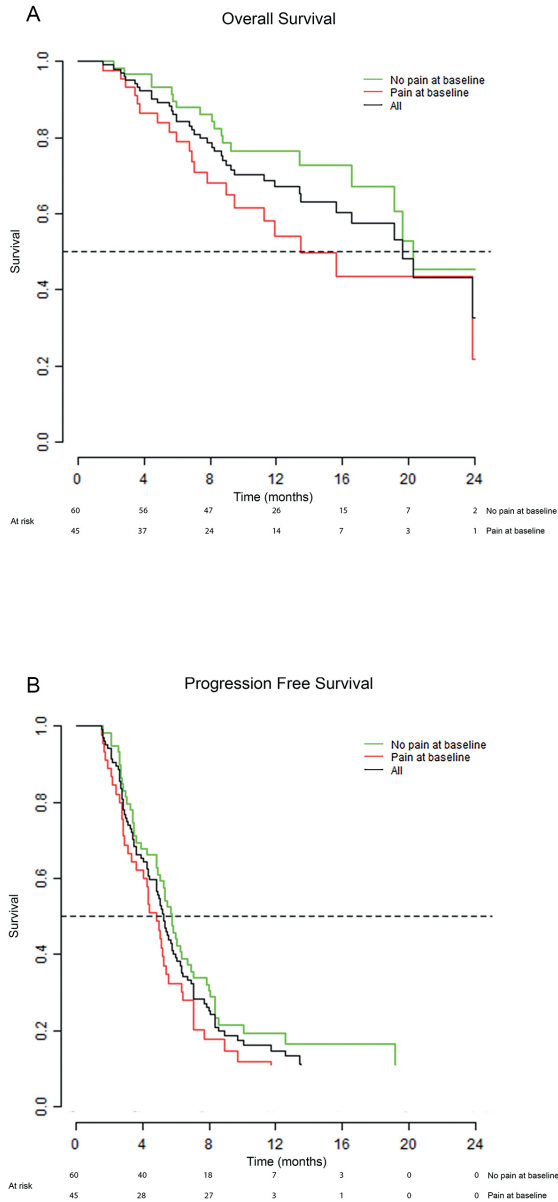 A
Overall Survival
No pain at baseline
Pain at baseline
All
Survival
1.0
0.8
0.6
0.4
0.2
0.0
0 4 8 12 16 20 24
Time (months)
At risk
60 56 47 26 15 7 2 No pain at baseline
45 37 24 14 7 3 1 Pain at baseline
B
Progression Free Survival
No pain at baseline
Pain at baseline
All
Survival
1.0
0.8
0.6
0.4
0.2
0.0
0 4 8 12 16 20 24
Time (months)
At risk
60 40 18 7 3 0 0 No pain at baseline
45 28 27 3 1 0 0 Pain at baseline